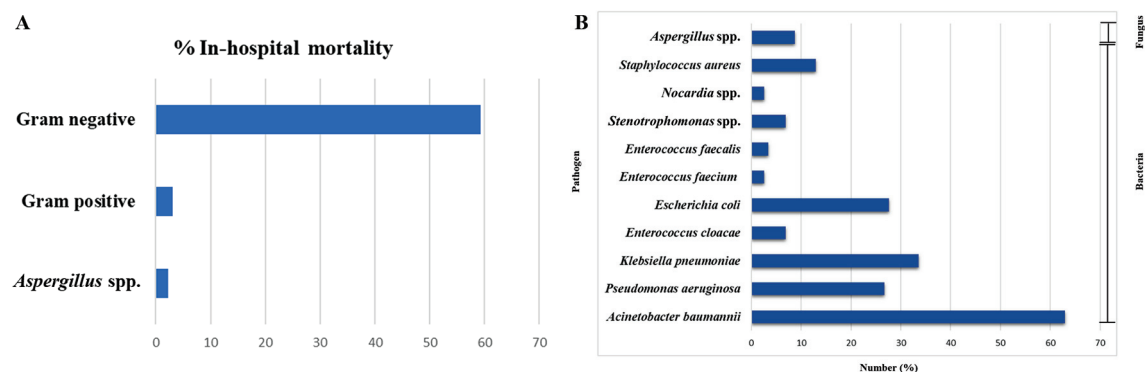 A
% In-hospital mortality
Gram negative
Gram positive
Aspergillus spp.
0 10 20 30 40 50 60 70
B
Aspergillus spp.
Staphylococcus aureus
Nocardia spp.
Stenotrophomonas spp.
Enterococcus faecalis
Enterococcus faecium
Escherichia coli
Enterococcus cloacae
Klebsiella pneumoniae
Pseudomonas aeruginosa
Acinetobacter baumannii
0 10 20 30 40 50 60 70
Number (%)
Pathogen
Fungus
Bacteria